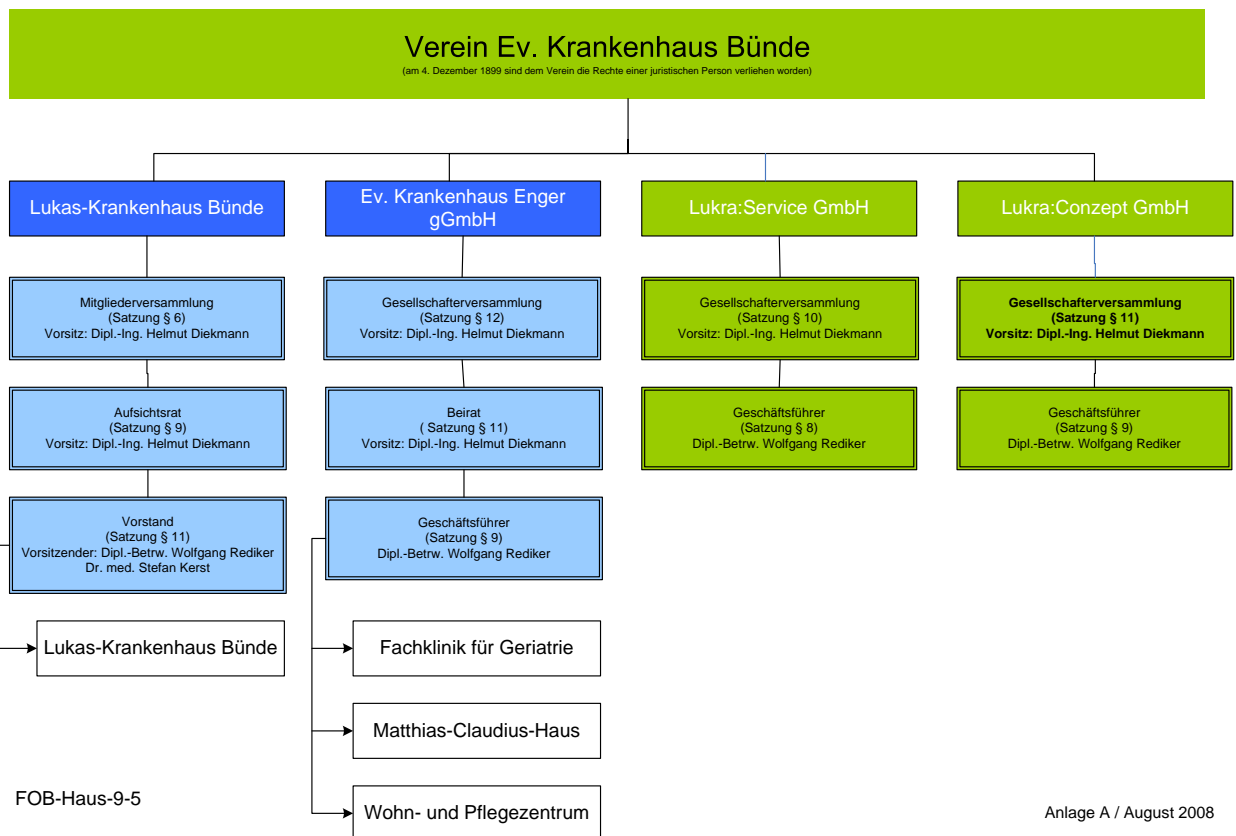 Verein Ev. Krankenhaus Bünde
(am 4. Dezember 1899 sind dem Verein die Rechte einer juristischen Person verliehen worden)
Lukas-Krankenhaus Bünde
Ev. Krankenhaus Enger
gGmbH
Lukra:Service GmbH
Lukra:Conzept GmbH
Mitgliederversammlung
(Satzung § 6)
Vorsitz: Dipl.-Ing. Helmut Diekmann
Gesellschafterversammlung
(Satzung § 12)
Vorsitz: Dipl.-Ing. Helmut Diekmann
Gesellschafterversammlung
(Satzung § 10)
Vorsitz: Dipl.-Ing. Helmut Diekmann
Gesellschafterversammlung
(Satzung § 11)
Vorsitz: Dipl.-Ing. Helmut Diekmann
Aufsichtsrat
(Satzung § 9)
Vorsitz: Dipl.-Ing. Helmut Diekmann
Beirat
( Satzung § 11)
Vorsitz: Dipl.-Ing. Helmut Diekmann
Geschäftsführer
(Satzung § 8)
Dipl.-Betrw. Wolfgang Rediker
Geschäftsführer
(Satzung § 9)
Dipl.-Betrw. Wolfgang Rediker
Vorstand
(Satzung § 11)
Vorsitzender: Dipl.-Betrw. Wolfgang Rediker
Dr. med. Stefan Kerst
Geschäftsführer
(Satzung § 9)
Dipl.-Betrw. Wolfgang Rediker
Lukas-Krankenhaus Bünde
Fachklinik für Geriatrie
Matthias-Claudius-Haus
Wohn- und Pflegezentrum
FOB-Haus-9-5
Anlage A / August 2008